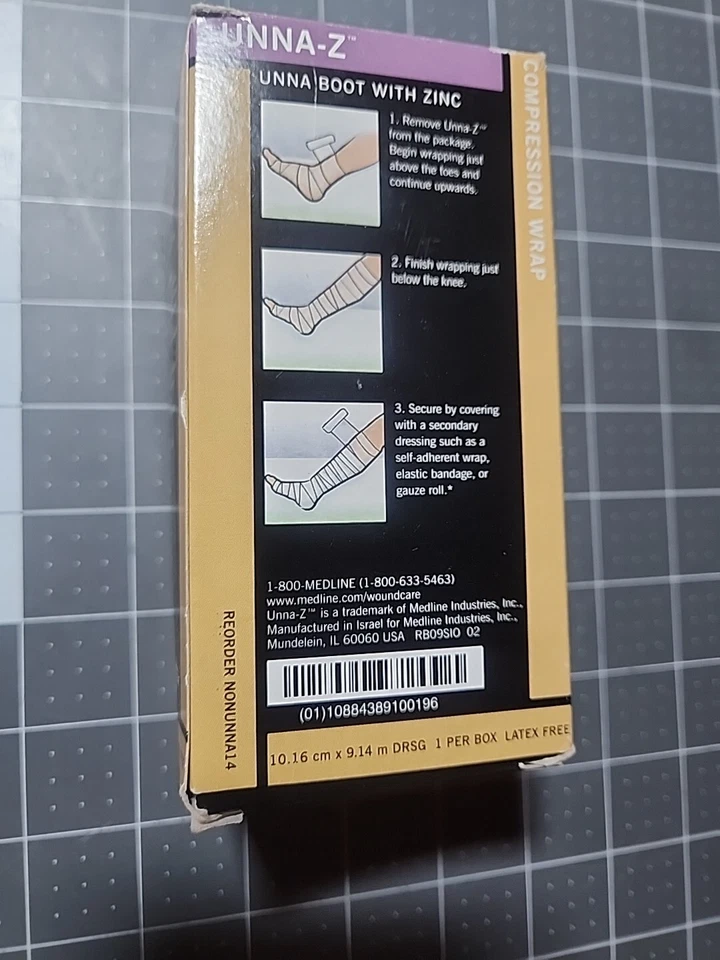 UNNA-Z™
UNNA BOOT WITH ZINC
COMPRESSION WRAP
1. Remove Unna-Z™
from the package.
Begin wrapping just
above the toes and
continue upwards.
2. Finish wrapping just
below the knee.
3. Secure by covering
with a secondary
dressing such as a
self-adherent wrap,
elastic bandage, or
gauze roll.*
1-800-MEDLINE (1-800-633-5463)
www.medline.com/woundcare
Unna-Z™ is a trademark of Medline Industries, Inc.,
Manufactured in Israel for Medline Industries, Inc.,
Mundelein, IL 60060 USA RB09SIO 02
(01)10884389100196
REORDER NONUNNA14
10.16 cm x 9.14 m DRSG 1 PER BOX LATEX FREE